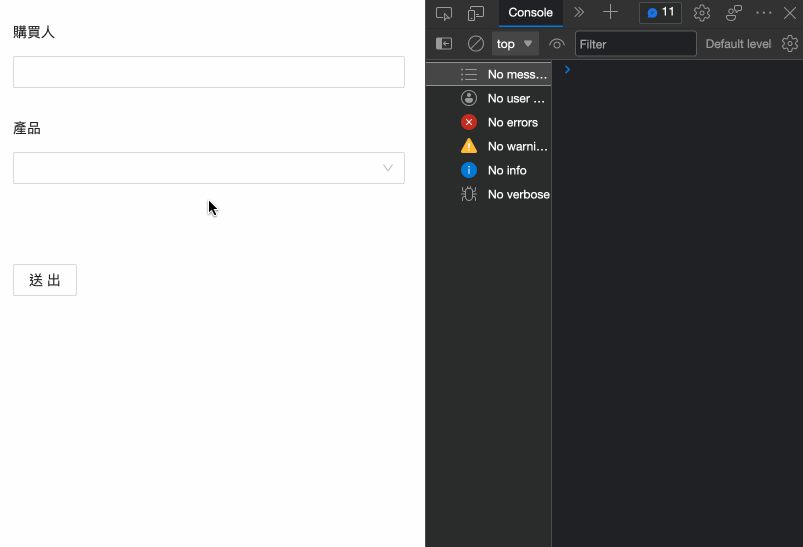 購買人
產品
送 出
Console
11
top
Filter
Default level
No mess...
No user ...
No errors
No warni...
No info
No verbose